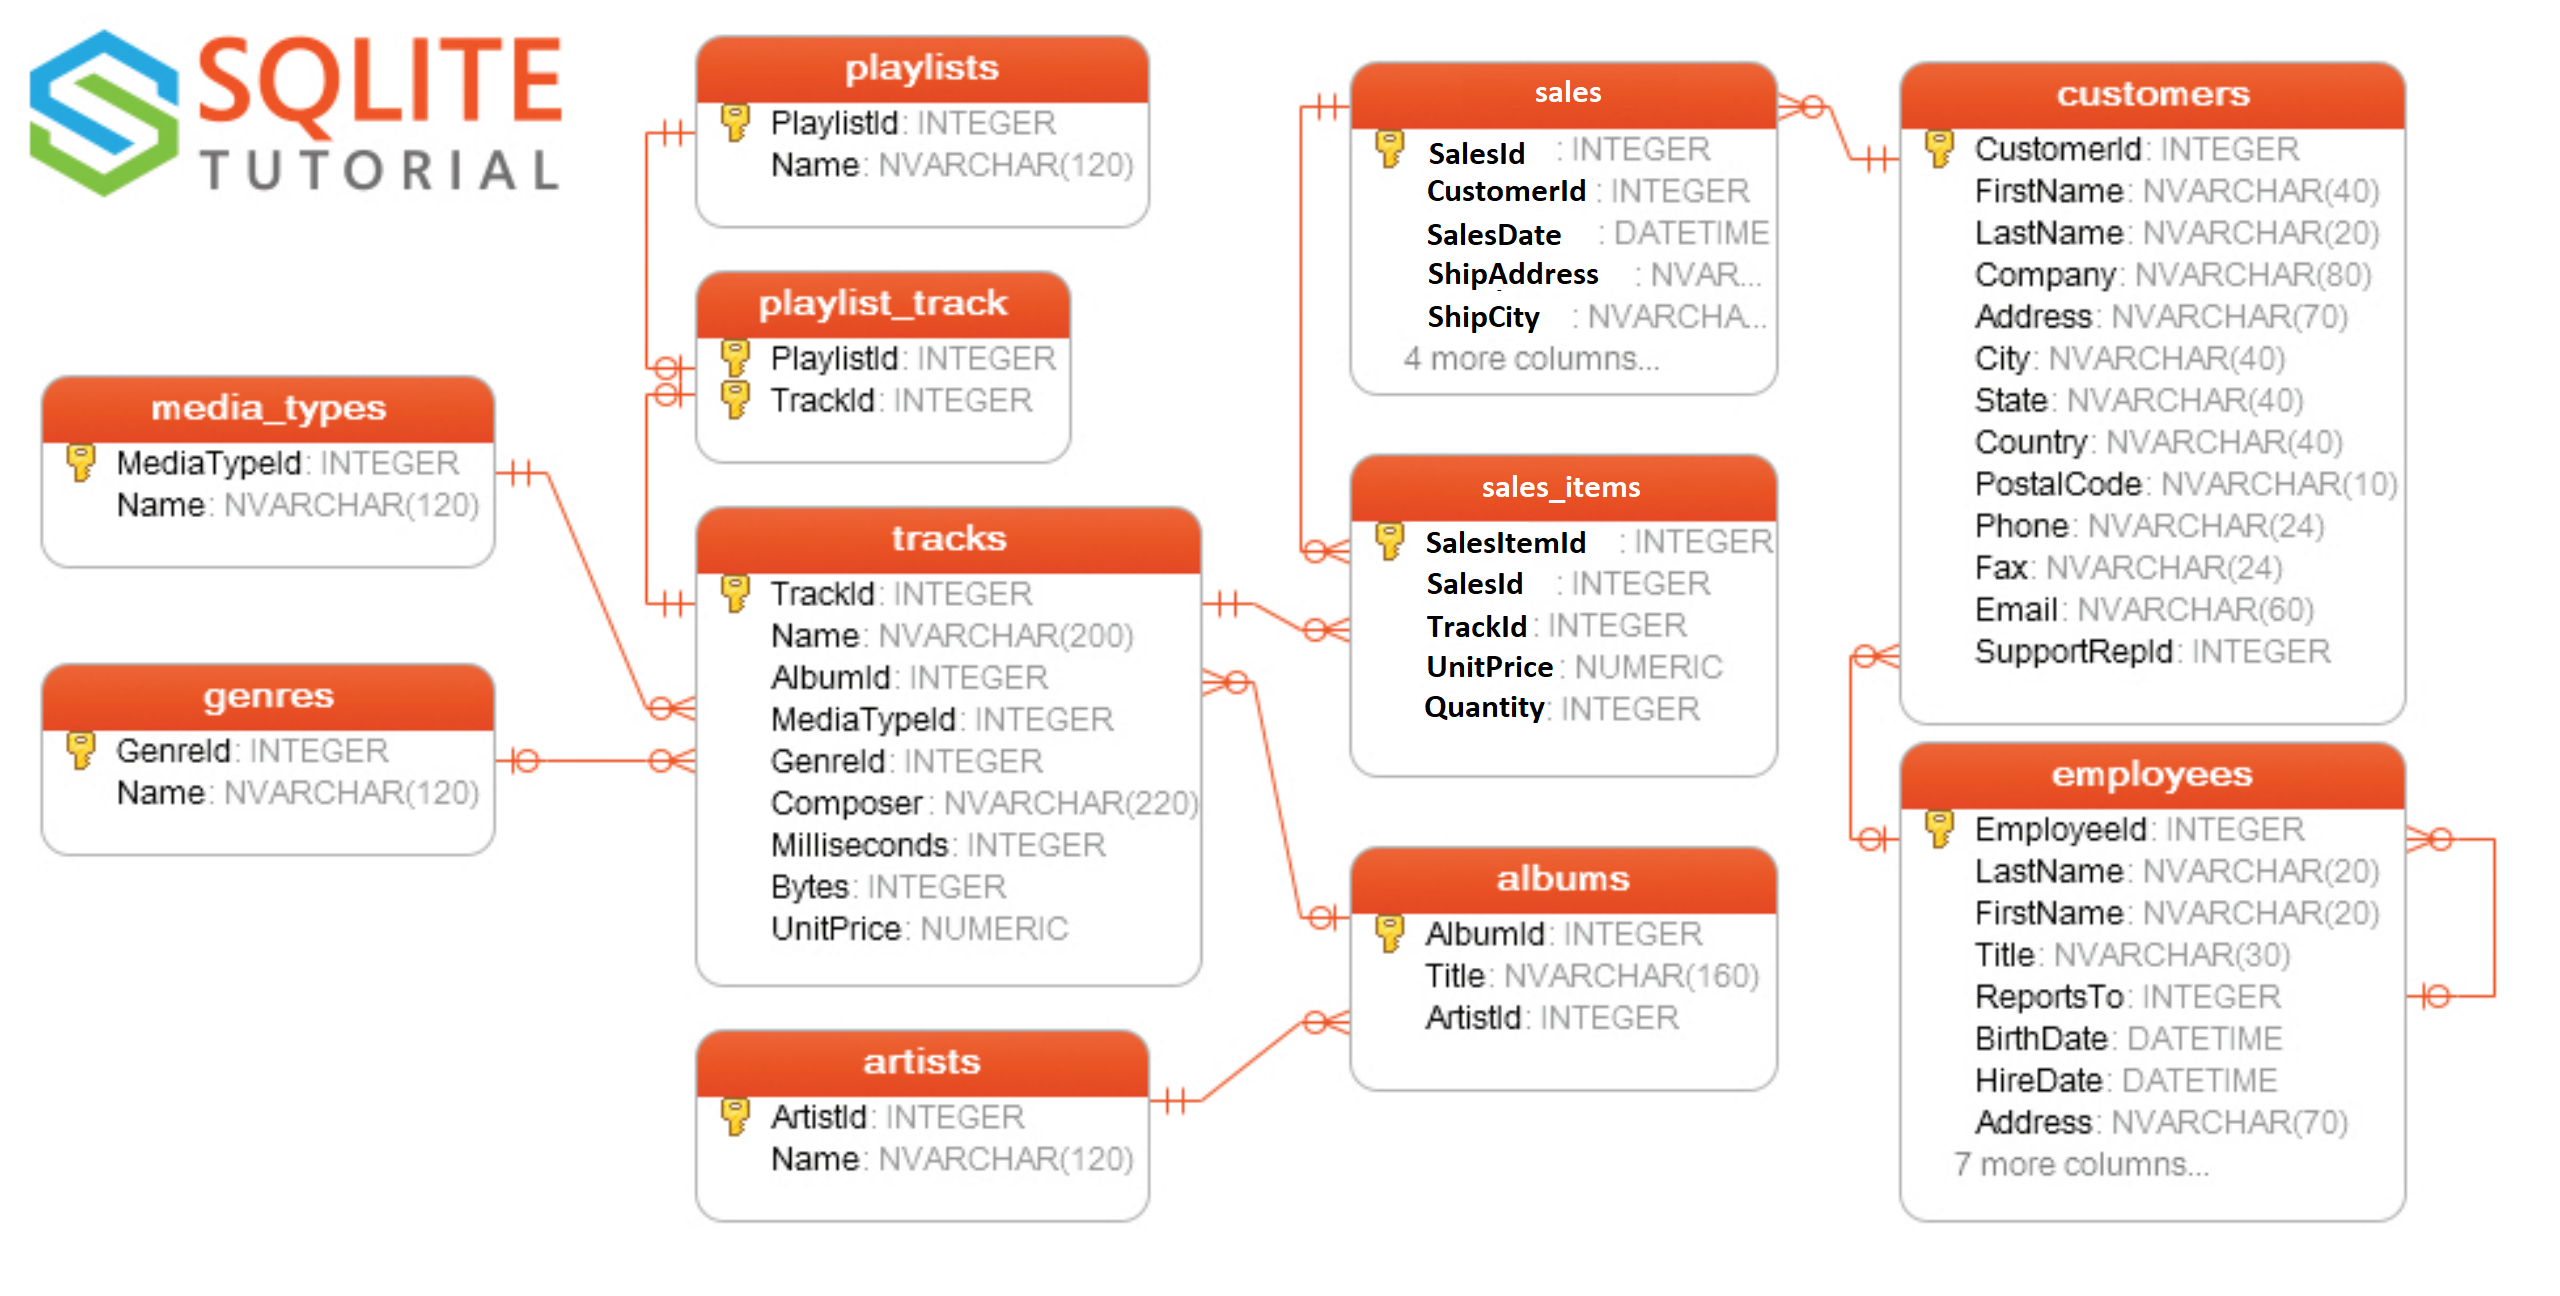 SQLITE
TUTORIAL
playlists
PlaylistId: INTEGER
Name: NVARCHAR(120)
playlist_track
PlaylistId: INTEGER
TrackId: INTEGER
media_types
MediaTypeId: INTEGER
Name: NVARCHAR(120)
genres
GenreId: INTEGER
Name: NVARCHAR(120)
tracks
TrackId: INTEGER
Name: NVARCHAR(200)
AlbumId: INTEGER
MediaTypeId: INTEGER
GenreId: INTEGER
Composer: NVARCHAR(220)
Milliseconds: INTEGER
Bytes: INTEGER
UnitPrice: NUMERIC
artists
ArtistId: INTEGER
Name: NVARCHAR(120)
sales
SalesId : INTEGER
CustomerId : INTEGER
SalesDate : DATETIME
ShipAddress : NVAR...
ShipCity : NVARCHA...
4 more columns...
sales_items
SalesItemId : INTEGER
SalesId : INTEGER
TrackId : INTEGER
UnitPrice : NUMERIC
Quantity: INTEGER
albums
AlbumId: INTEGER
Title: NVARCHAR(160)
ArtistId: INTEGER
customers
CustomerId: INTEGER
FirstName: NVARCHAR(40)
LastName: NVARCHAR(20)
Company: NVARCHAR(80)
Address: NVARCHAR(70)
City: NVARCHAR(40)
State: NVARCHAR(40)
Country: NVARCHAR(40)
PostalCode: NVARCHAR(10)
Phone: NVARCHAR(24)
Fax: NVARCHAR(24)
Email: NVARCHAR(60)
SupportRepId: INTEGER
employees
EmployeeId: INTEGER
LastName: NVARCHAR(20)
FirstName: NVARCHAR(20)
Title: NVARCHAR(30)
ReportsTo: INTEGER
BirthDate: DATETIME
HireDate: DATETIME
Address: NVARCHAR(70)
7 more columns...